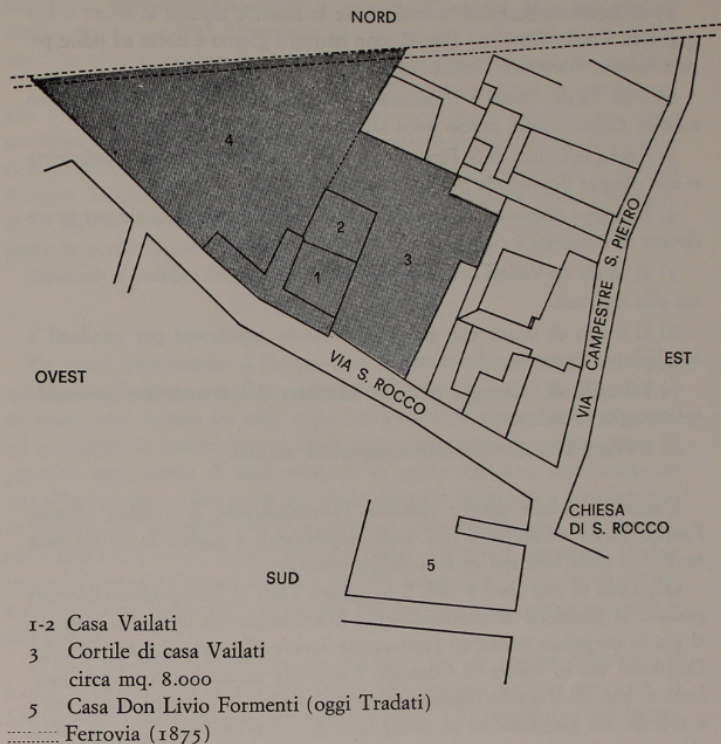 NORD
4
2
3
1
VIA CAMPESTRE S. PIETRO
OVEST
VIA S. ROCCO
EST
CHIESA
DI S. ROCCO
SUD
5
1-2 Casa Vailati
3 Cortile di casa Vailati
circa mq. 8.000
5 Casa Don Livio Formenti (oggi Tradati)
Ferrovia (1875)